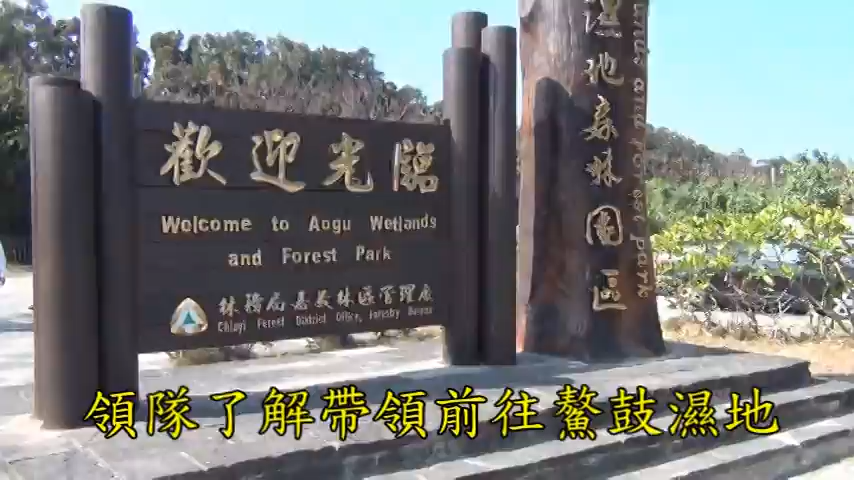 歡迎光臨
Welcome to Aogu Wetlands
and Forest Park
林務局嘉義林區管理處
Chiayi Forest District Office, Forestry Bureau
濕地森林園區
and forest park
領隊了解帶領前往鰲鼓濕地